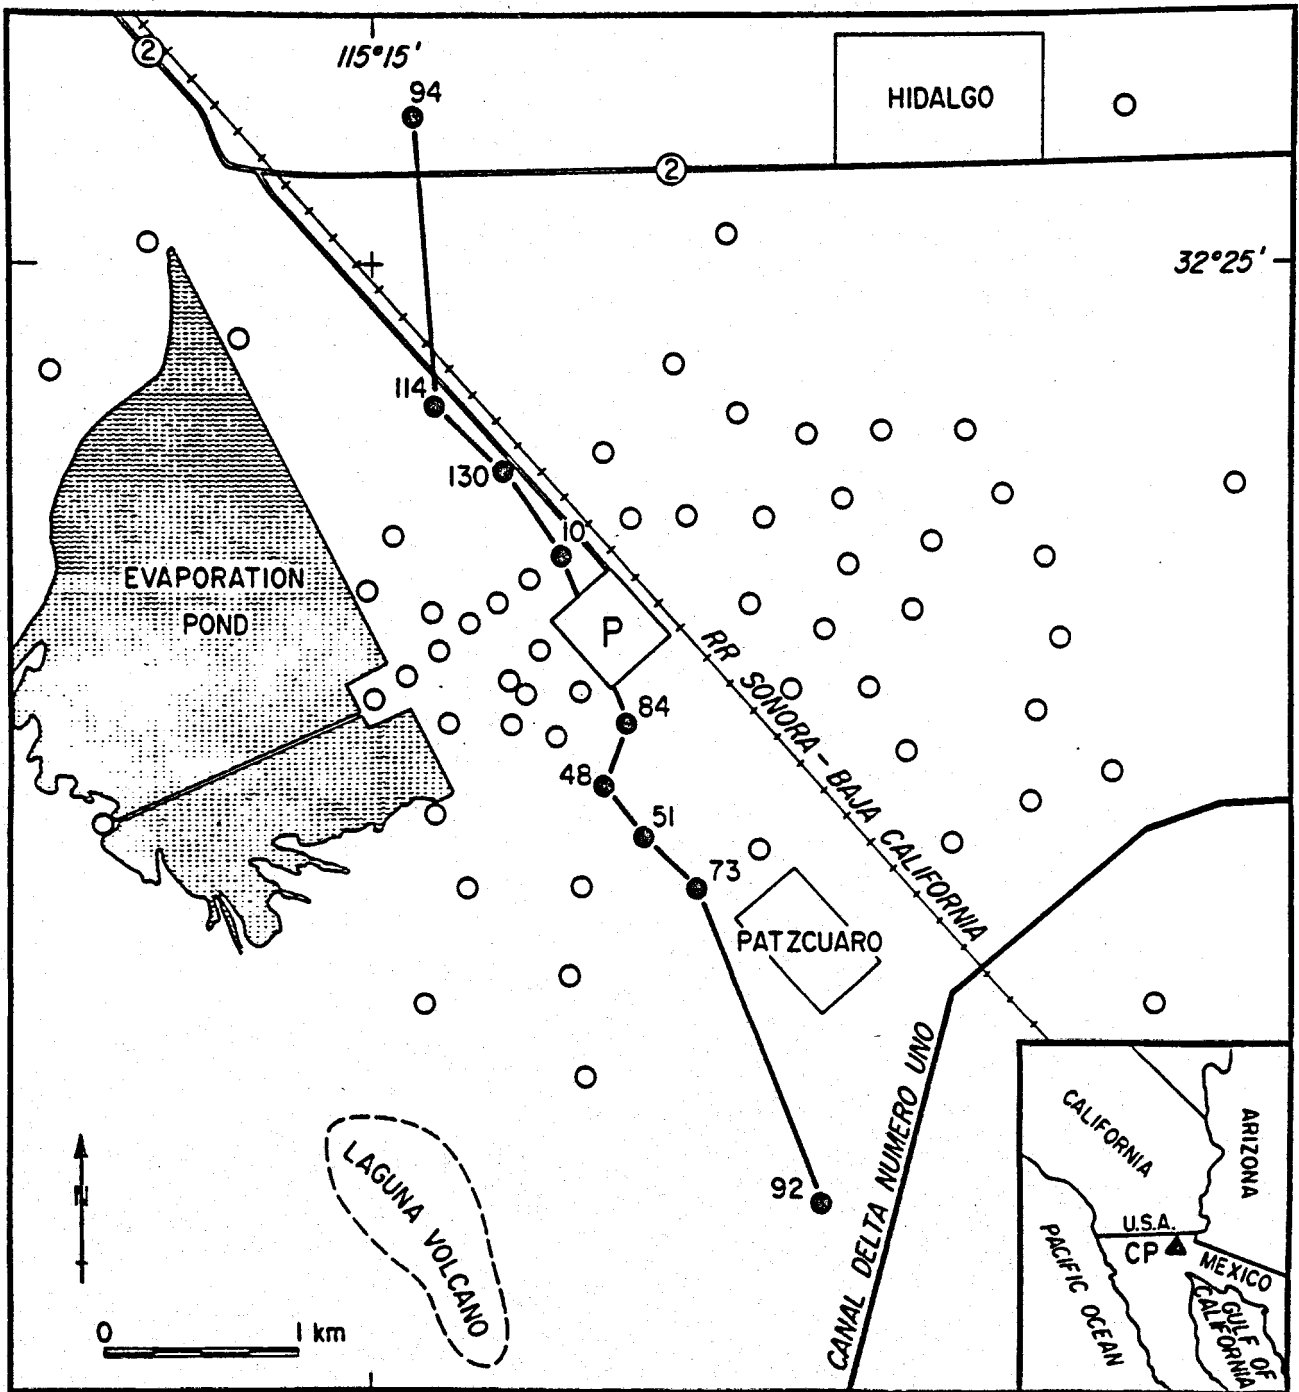 2
115°15'
94
HIDALGO
2
32°25'
114
130
10
EVAPORATION
POND
P
RR SONORA-BAJA CALIFORNIA
84
48
51
73
PATZCUARO
92
CANAL DELTA NUMERO UNO
LAGUNA VOLCANO
N
0 1 km
CALIFORNIA
ARIZONA
U.S.A.
CP
MEXICO
PACIFIC OCEAN
GULF OF
CALIFORNIA